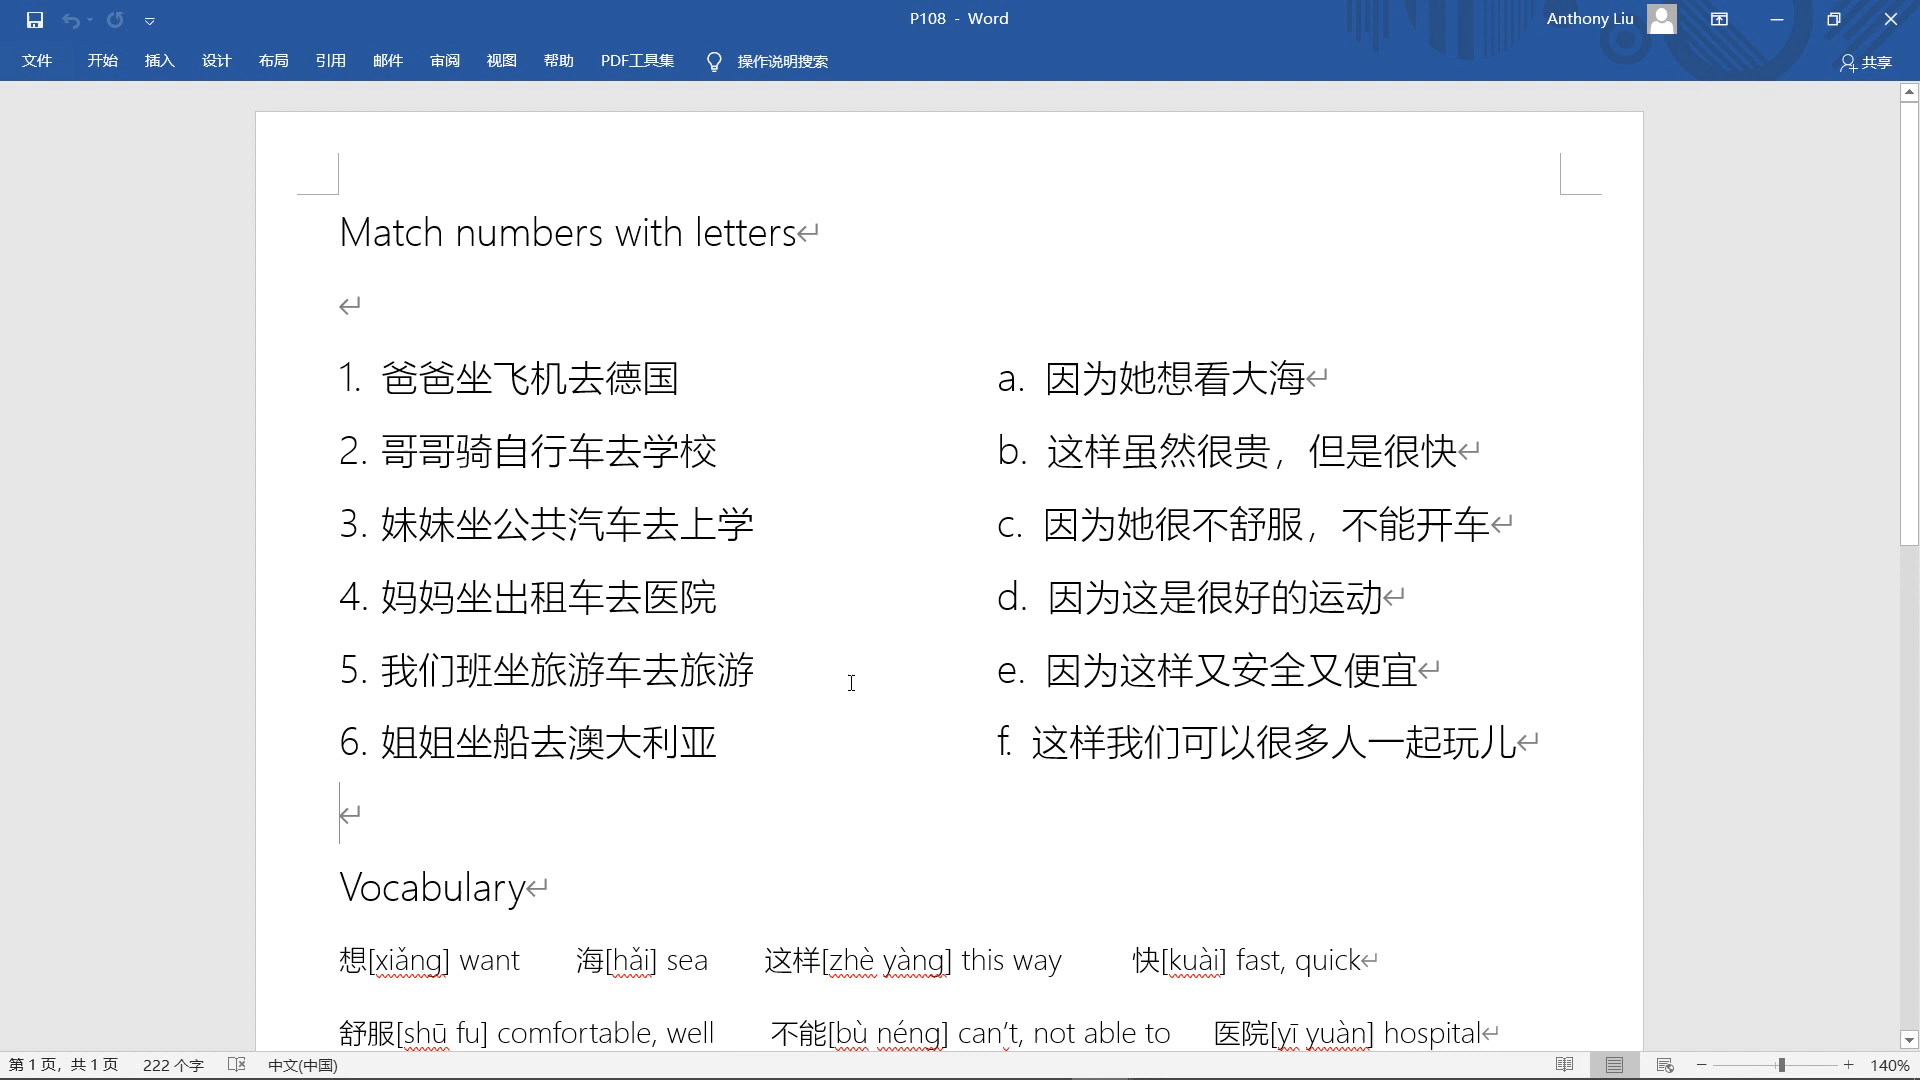 P108 - Word
Anthony Liu
文件 开始 插入 设计 布局 引用 邮件 审阅 视图 帮助 PDF工具集 操作说明搜索 共享
Match numbers with letters
1. 爸爸坐飞机去德国 a. 因为她想看大海
2. 哥哥骑自行车去学校 b. 这样虽然很贵，但是很快
3. 妹妹坐公共汽车去上学 c. 因为她很不舒服，不能开车
4. 妈妈坐出租车去医院 d. 因为这是很好的运动
5. 我们班坐旅游车去旅游 e. 因为这样又安全又便宜
6. 姐姐坐船去澳大利亚 f. 这样我们可以很多人一起玩儿
Vocabulary
想[xiǎng] want 海[hǎi] sea 这样[zhè yàng] this way 快[kuài] fast, quick
舒服[shū fu] comfortable, well 不能[bù néng] can’t, not able to 医院[yī yuàn] hospital
第 1 页，共 1 页 222 个字 中文(中国) 140%